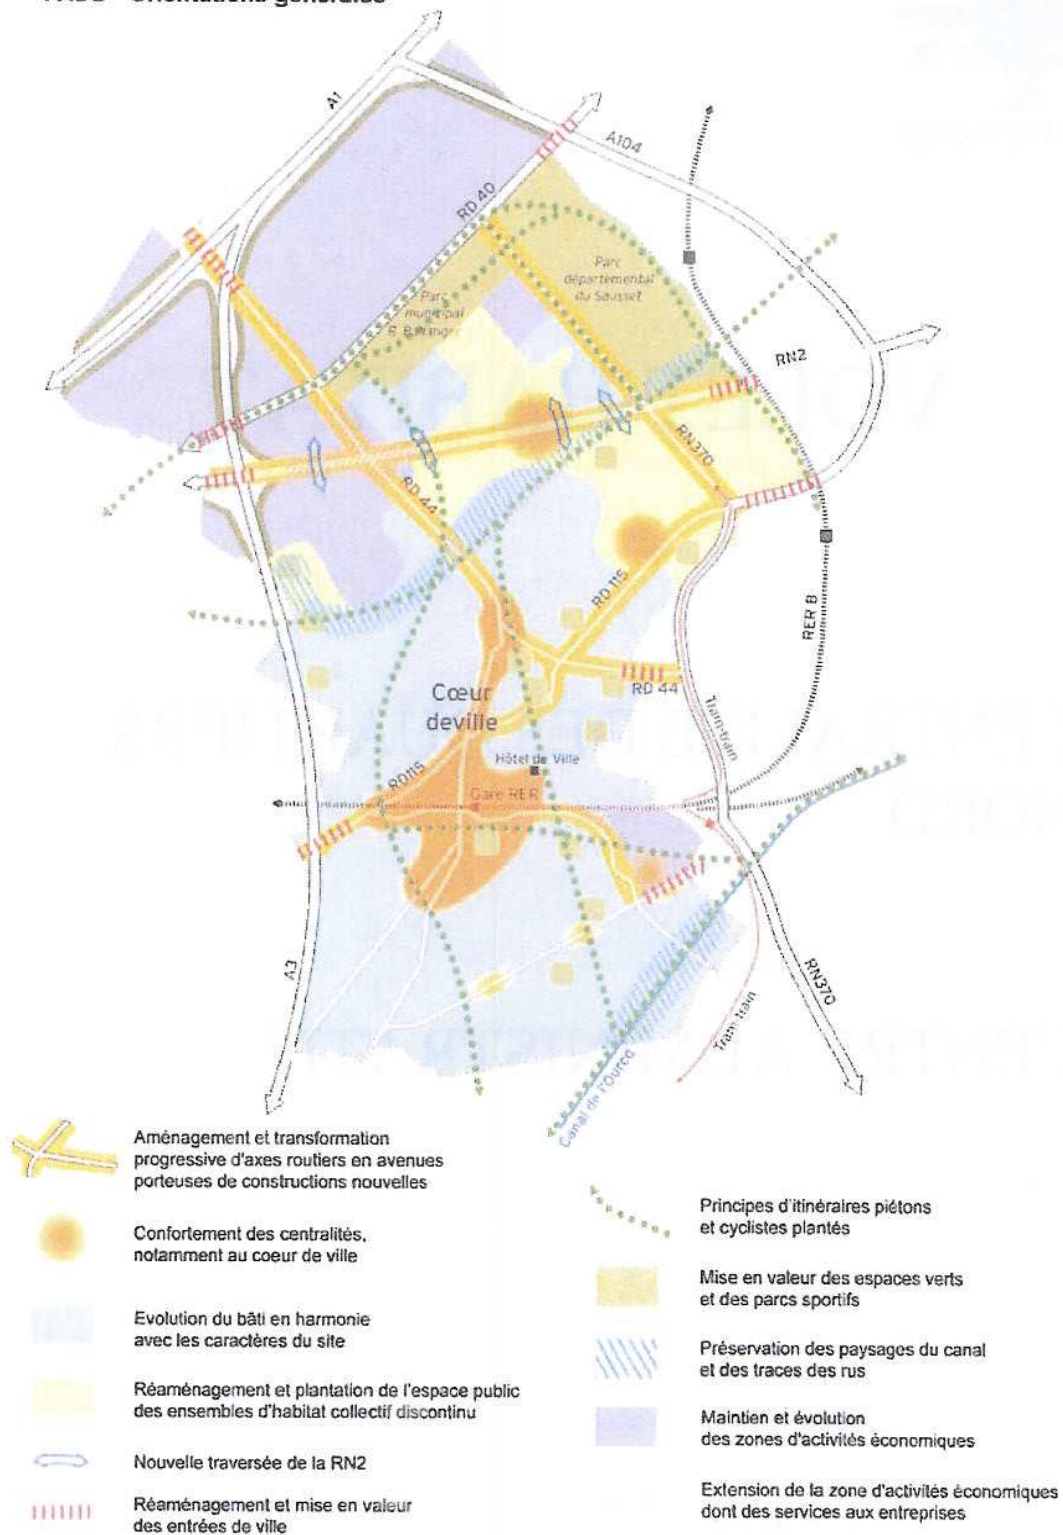 Orientations générales
A1
A104
RD 40
Parc
départemental
du Sausset
Parc
municipal
RN2
RN370
RD 44
RD 115
RER B
RD 44
Cœur
deville
Tram-train
Hôtel de Ville
RD115
Gare RER
A3
RN370
Tram-train
Canal de l'Ourcq
Aménagement et transformation
progressive d'axes routiers en avenues
porteuses de constructions nouvelles
Confortement des centralités,
notamment au coeur de ville
Evolution du bâti en harmonie
avec les caractères du site
Réaménagement et plantation de l'espace public
des ensembles d'habitat collectif discontinu
Nouvelle traversée de la RN2
Réaménagement et mise en valeur
des entrées de ville
Principes d'itinéraires piétons
et cyclistes plantés
Mise en valeur des espaces verts
et des parcs sportifs
Préservation des paysages du canal
et des traces des rus
Maintien et évolution
des zones d'activités économiques
Extension de la zone d'activités économiques
dont des services aux entreprises